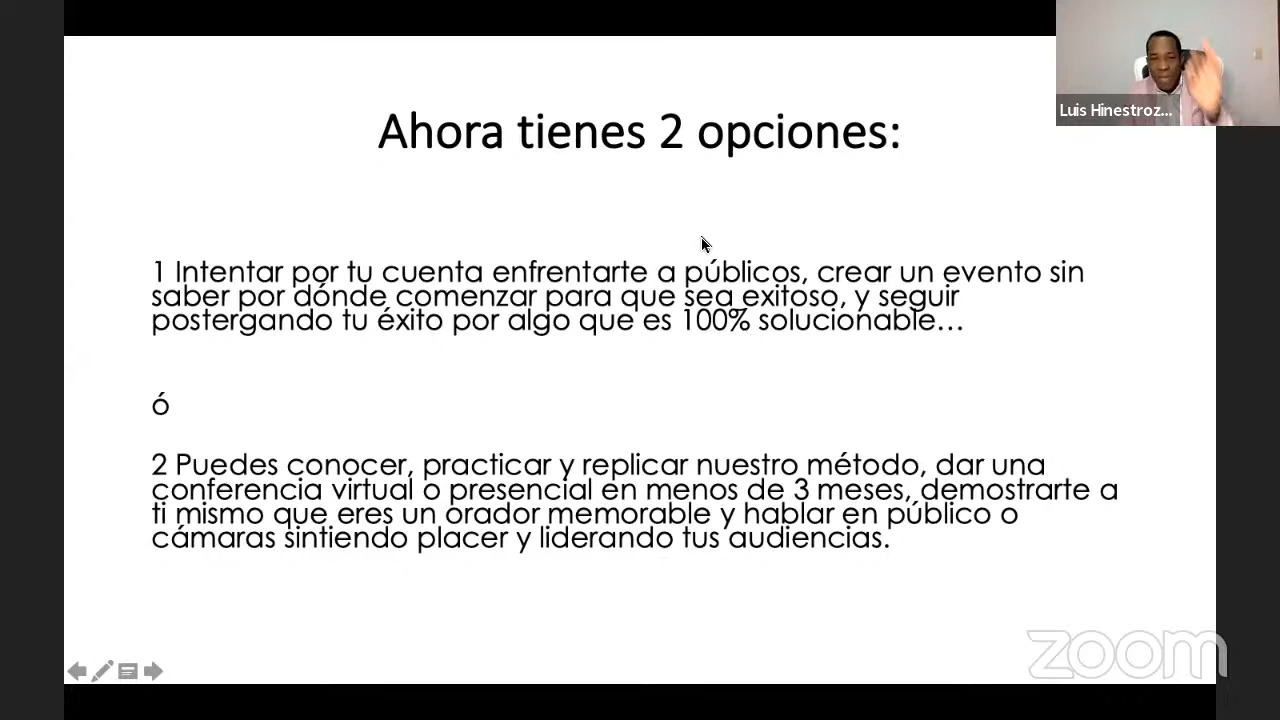 Ahora tienes 2 opciones:
Luis Hinestroz...
1 Intentar por tu cuenta enfrentarte a públicos, crear un evento sin
saber por dónde comenzar para que sea exitoso, y seguir
postergando tu éxito por algo que es 100% solucionable...
ó
2 Puedes conocer, practicar y replicar nuestro método, dar una
conferencia virtual o presencial en menos de 3 meses, demostrarte a
ti mismo que eres un orador memorable y hablar en público o
cámaras sintiendo placer y liderando tus audiencias.
zoom